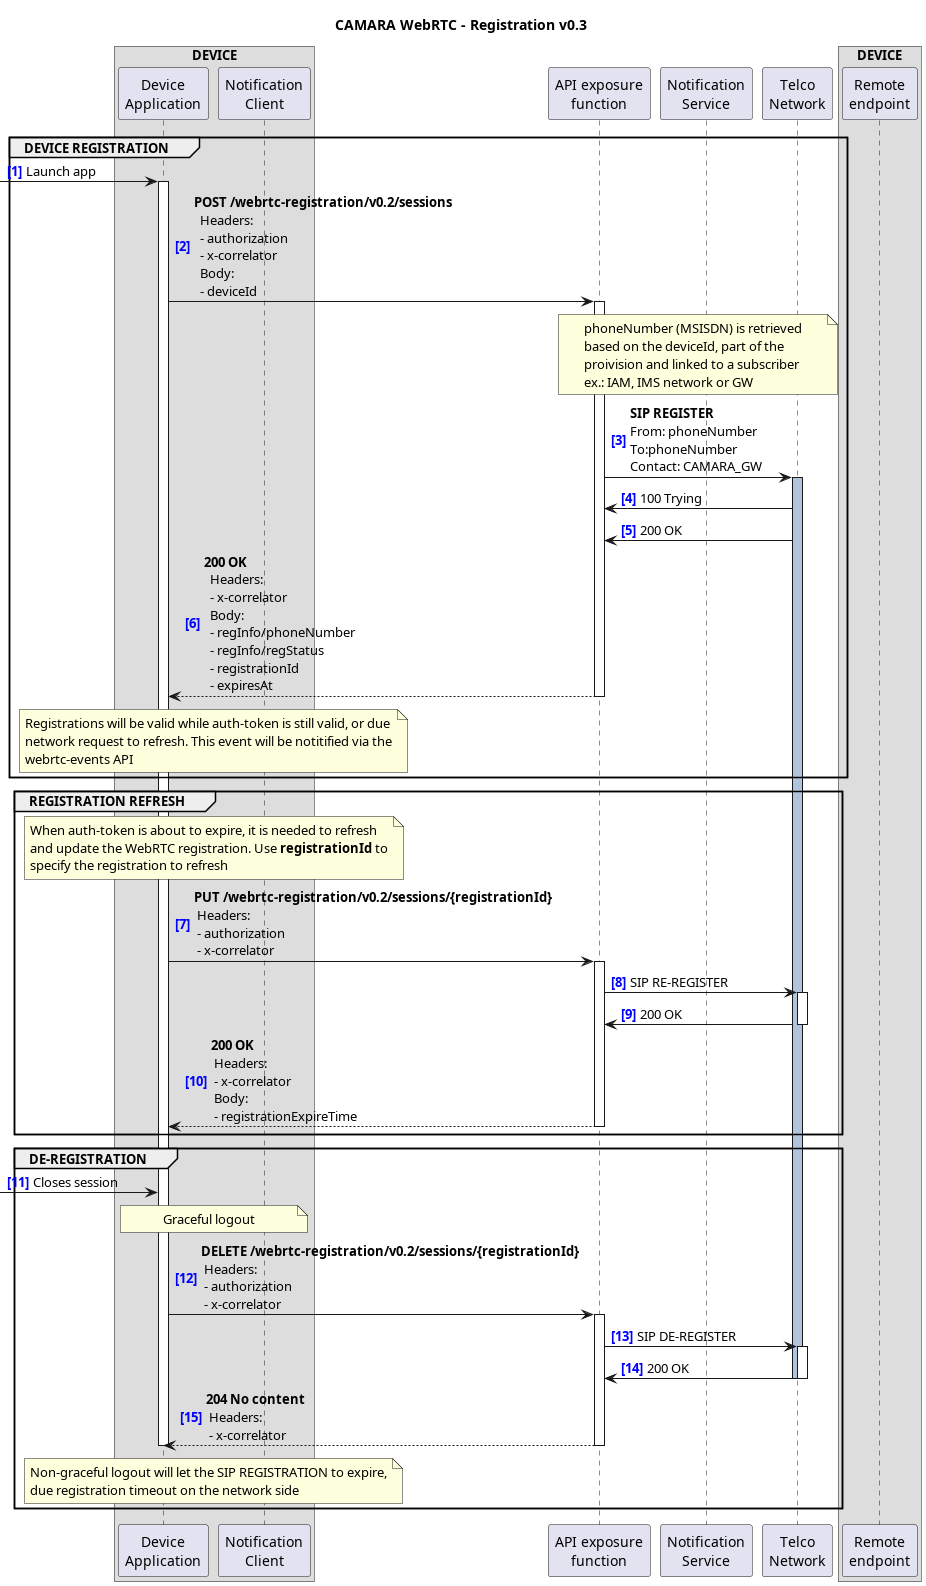 CAMARA WebRTC - Registration v0.3
DEVICE
DEVICE
Device
Application
Notification
Client
API exposure
function
Notification
Service
Telco
Network
Remote
endpoint
DEVICE REGISTRATION
[1] Launch app
POST /webrtc-registration/v0.2/sessions
Headers:
- authorization
[2]
- x-correlator
Body:
- deviceId
phoneNumber (MSISDN) is retrieved
based on the deviceId, part of the
proivision and linked to a subscriber
ex.: IAM, IMS network or GW
SIP REGISTER
From: phoneNumber
[3]
To:phoneNumber
Contact: CAMARA_GW
[4] 100 Trying
[5] 200 OK
200 OK
Headers:
- x-correlator
Body:
[6]
- regInfo/phoneNumber
- regInfo/regStatus
- registrationId
- expiresAt
Registrations will be valid while auth-token is still valid, or due
network request to refresh. This event will be notitified via the
webrtc-events API
REGISTRATION REFRESH
When auth-token is about to expire, it is needed to refresh
and update the WebRTC registration. Use registrationId to
specify the registration to refresh
PUT /webrtc-registration/v0.2/sessions/{registrationId}
Headers:
[7]
- authorization
- x-correlator
[8] SIP RE-REGISTER
[9] 200 OK
200 OK
Headers:
[10] - x-correlator
Body:
- registrationExpireTime
DE-REGISTRATION
[11] Closes session
Graceful logout
DELETE /webrtc-registration/v0.2/sessions/{registrationId}
Headers:
[12]
- authorization
- x-correlator
[13] SIP DE-REGISTER
[14] 200 OK
204 No content
[15] Headers:
- x-correlator
Non-graceful logout will let the SIP REGISTRATION to expire,
due registration timeout on the network side
Device
Application
Notification
Client
API exposure
function
Notification
Service
Telco
Network
Remote
endpoint